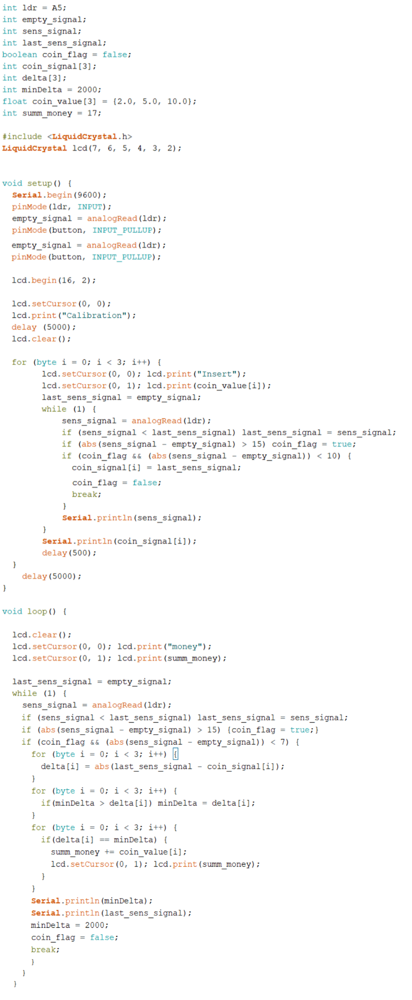 int ldr = A5;
int empty_signal;
int sens_signal;
int last_sens_signal;
boolean coin_flag = false;
int coin_signal[3];
int delta[3];
int minDelta = 2000;
float coin_value[3] = {2.0, 5.0, 10.0};
int summ_money = 17;
#include <LiquidCrystal.h>
LiquidCrystal lcd(7, 6, 5, 4, 3, 2);
void setup() {
Serial.begin(9600);
pinMode(ldr, INPUT);
empty_signal = analogRead(ldr);
pinMode(button, INPUT_PULLUP);
empty_signal = analogRead(ldr);
pinMode(button, INPUT_PULLUP);
lcd.begin(16, 2);
lcd.setCursor(0, 0);
lcd.print("Calibration");
delay (5000);
lcd.clear();
for (byte i = 0; i < 3; i++) {
lcd.setCursor(0, 0); lcd.print("Insert");
lcd.setCursor(0, 1); lcd.print(coin_value[i]);
last_sens_signal = empty_signal;
while (1) {
sens_signal = analogRead(ldr);
if (sens_signal < last_sens_signal) last_sens_signal = sens_signal;
if (abs(sens_signal - empty_signal) > 15) coin_flag = true;
if (coin_flag && (abs(sens_signal - empty_signal)) < 10) {
coin_signal[i] = last_sens_signal;
coin_flag = false;
break;
}
Serial.println(sens_signal);
}
Serial.println(coin_signal[i]);
delay(500);
}
delay(5000);
}
void loop() {
lcd.clear();
lcd.setCursor(0, 0); lcd.print("money");
lcd.setCursor(0, 1); lcd.print(summ_money);
last_sens_signal = empty_signal;
while (1) {
sens_signal = analogRead(ldr);
if (sens_signal < last_sens_signal) last_sens_signal = sens_signal;
if (abs(sens_signal - empty_signal) > 15) {coin_flag = true;}
if (coin_flag && (abs(sens_signal - empty_signal)) < 7) {
for (byte i = 0; i < 3; i++) {
delta[i] = abs(last_sens_signal - coin_signal[i]);
}
for (byte i = 0; i < 3; i++) {
if(minDelta > delta[i]) minDelta = delta[i];
}
for (byte i = 0; i < 3; i++) {
if(delta[i] == minDelta) {
summ_money += coin_value[i];
lcd.setCursor(0, 1); lcd.print(summ_money);
}
}
Serial.println(minDelta);
Serial.println(last_sens_signal);
minDelta = 2000;
coin_flag = false;
break;
}
}
}